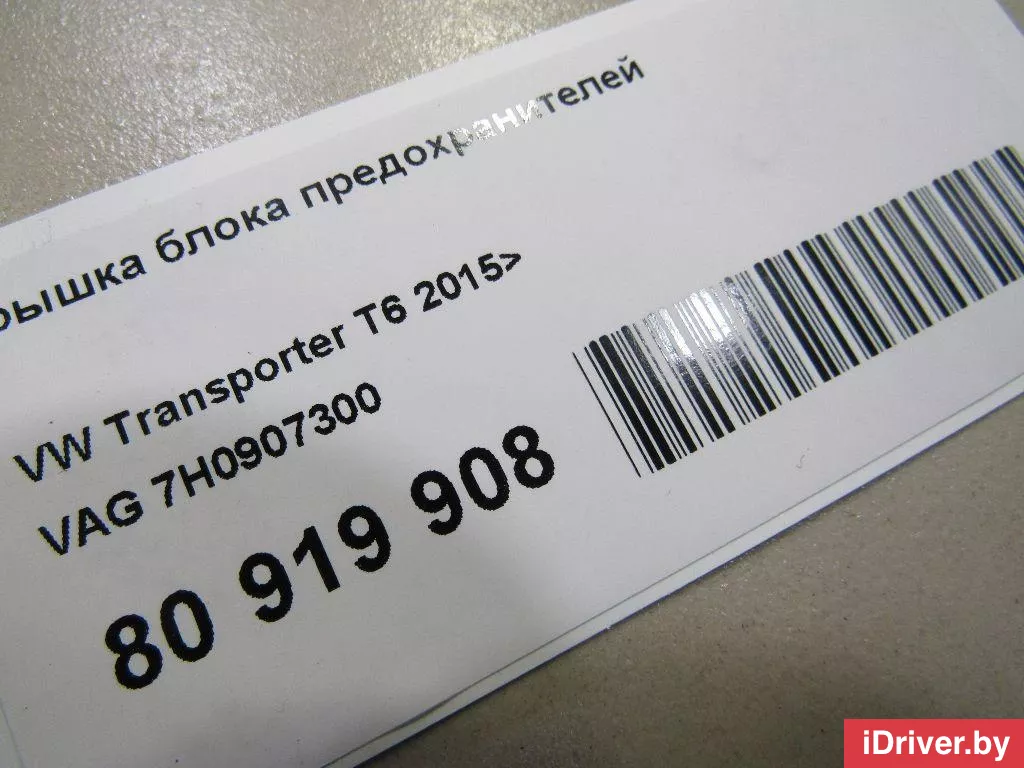 рышка блока предохранителей
VW Transporter T6 2015>
VAG 7H0907300
80 919 908
iDriver.by